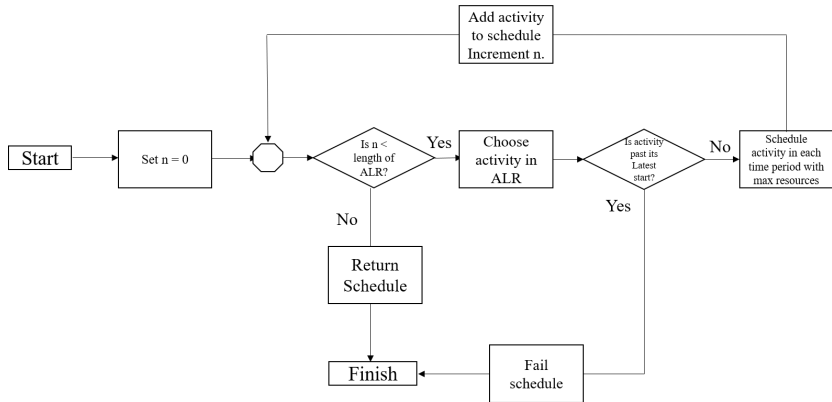 Add activity
to schedule
Increment n.
Start
Set n = 0
Is n <
length of
ALR?
Yes
Choose
activity in
ALR
Is activity
past its
Latest
start?
No
Schedule
activity in each
time period with
max resources
No
Yes
Return
Schedule
Finish
Fail
schedule